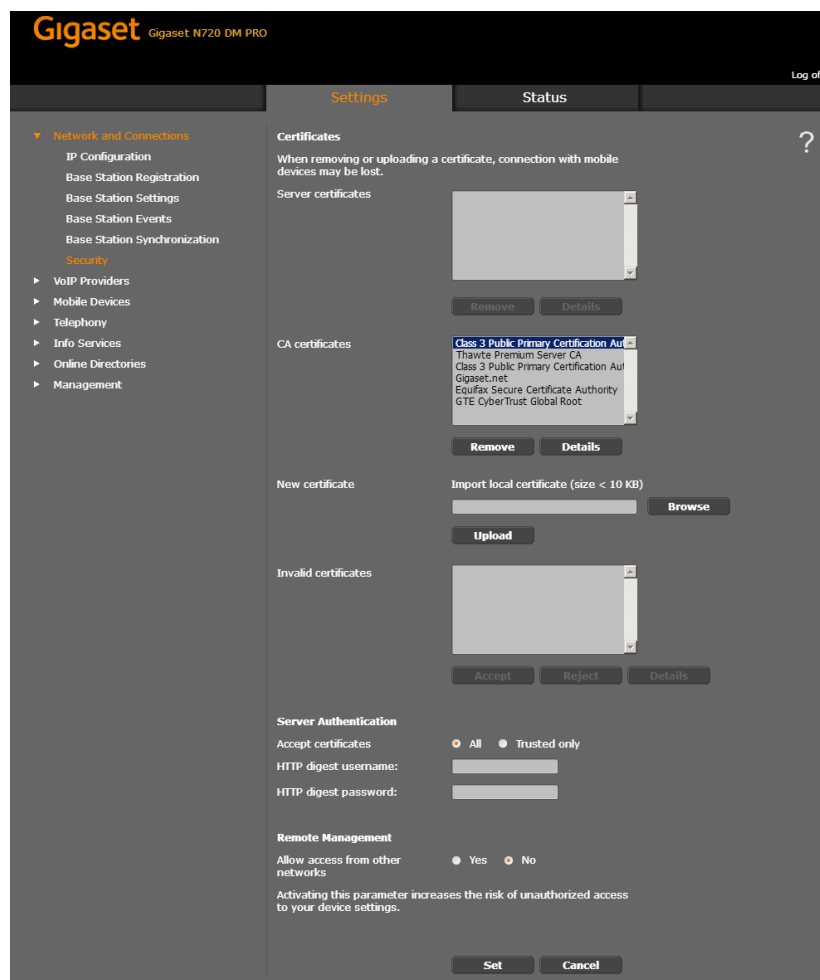 Gigaset Gigaset N720 DM PRO
Log of
Settings Status
Network and Connections
IP Configuration
Base Station Registration
Base Station Settings
Base Station Events
Base Station Synchronization
Security
VoIP Providers
Mobile Devices
Telephony
Info Services
Online Directories
Management
Certificates
?
When removing or uploading a certificate, connection with mobile
devices may be lost.
Server certificates
Remove Details
CA certificates
Class 3 Public Primary Certification Aut
Thawte Premium Server CA
Class 3 Public Primary Certification Aut
Gigaset.net
Equifax Secure Certificate Authority
GTE CyberTrust Global Root
Remove Details
New certificate Import local certificate (size < 10 KB)
Browse
Upload
Invalid certificates
Accept Reject Details
Server Authentication
Accept certificates All Trusted only
HTTP digest username:
HTTP digest password:
Remote Management
Allow access from other
networks
Yes No
Activating this parameter increases the risk of unauthorized access
to your device settings.
Set Cancel